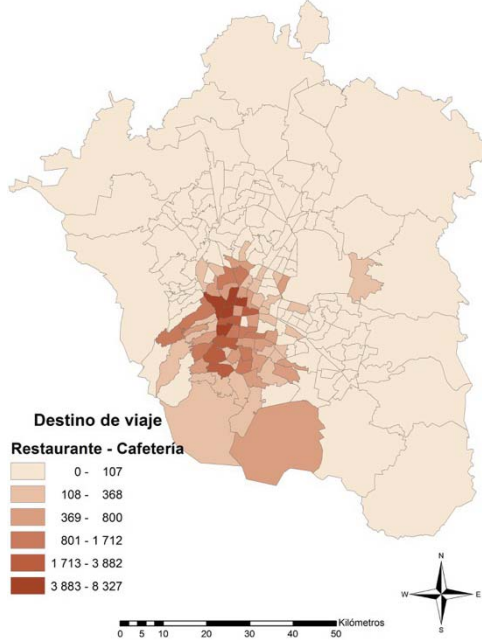 Destino de viaje
Restaurante - Cafetería
0 - 107
108 - 368
369 - 800
801 - 1 712
1 713 - 3 882
3 883 - 8 327
N
W E
S
Kilómetros
0 5 10 20 30 40 50